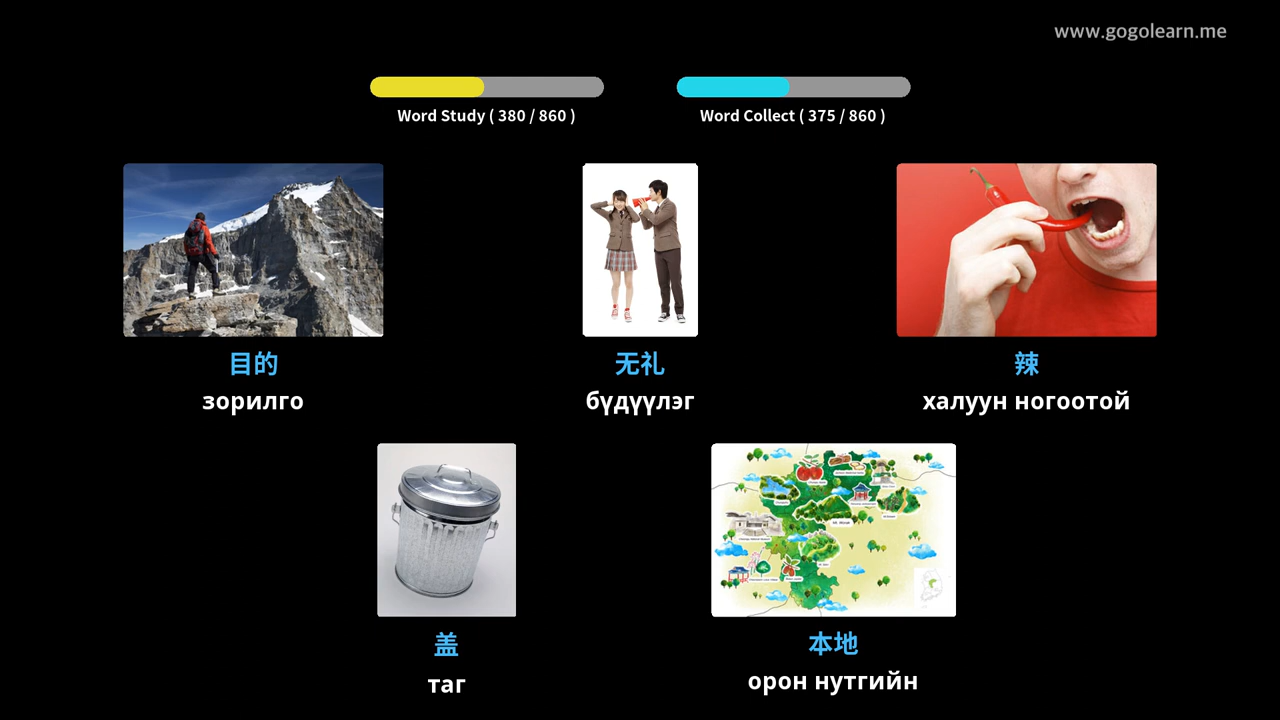 www.gogolearn.me
Word Study ( 380 / 860 )
Word Collect ( 375 / 860 )
目的
зорилго
无礼
бүдүүлэг
辣
халуун ногоотой
盖
таг
本地
орон нутгийн